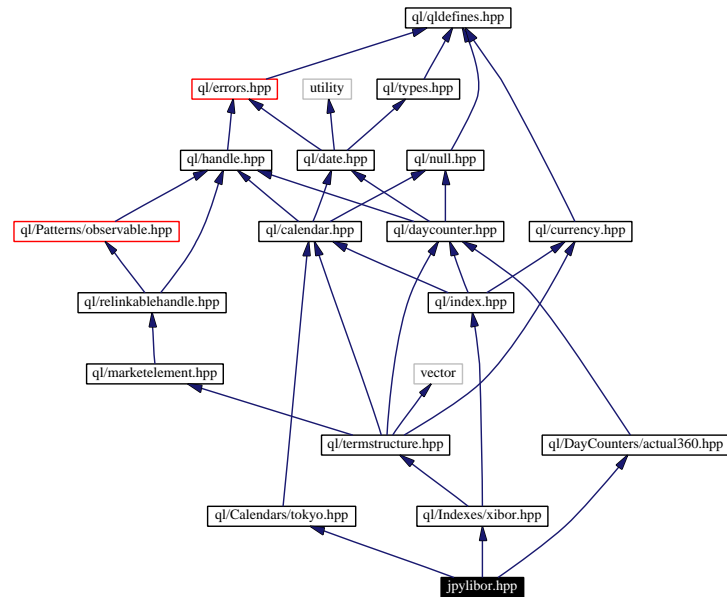 ql/qldefines.hpp
ql/errors.hpp
utility
ql/types.hpp
ql/handle.hpp
ql/date.hpp
ql/null.hpp
ql/Patterns/observable.hpp
ql/calendar.hpp
ql/daycounter.hpp
ql/currency.hpp
ql/relinkablehandle.hpp
ql/index.hpp
ql/marketelement.hpp
vector
ql/termstructure.hpp
ql/DayCounters/actual360.hpp
ql/Calendars/tokyo.hpp
ql/Indexes/xibor.hpp
jpylibor.hpp